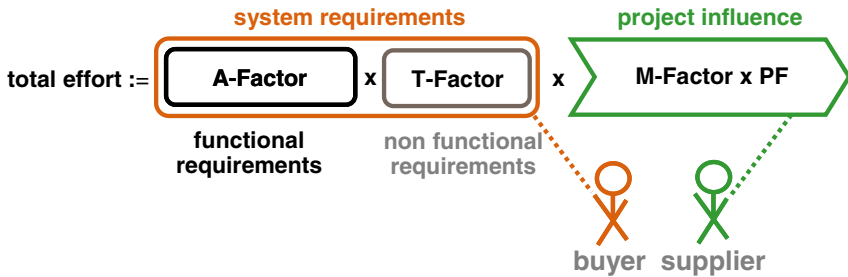 system requirements
project influence
total effort := A-Factor x T-Factor x M-Factor x PF
functional
requirements
non functional
requirements
buyer supplier